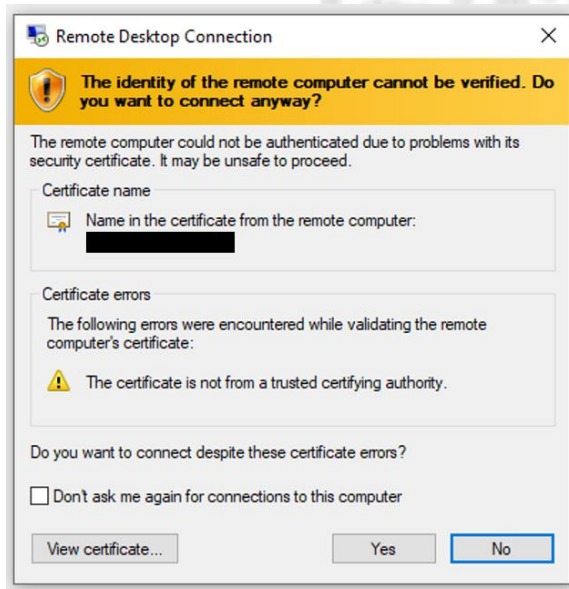 Remote Desktop Connection
The identity of the remote computer cannot be verified. Do
you want to connect anyway?
The remote computer could not be authenticated due to problems with its
security certificate. It may be unsafe to proceed.
Certificate name
Name in the certificate from the remote computer:
Certificate errors
The following errors were encountered while validating the remote
computer's certificate:
The certificate is not from a trusted certifying authority.
Do you want to connect despite these certificate errors?
Don't ask me again for connections to this computer
View certificate...
Yes
No